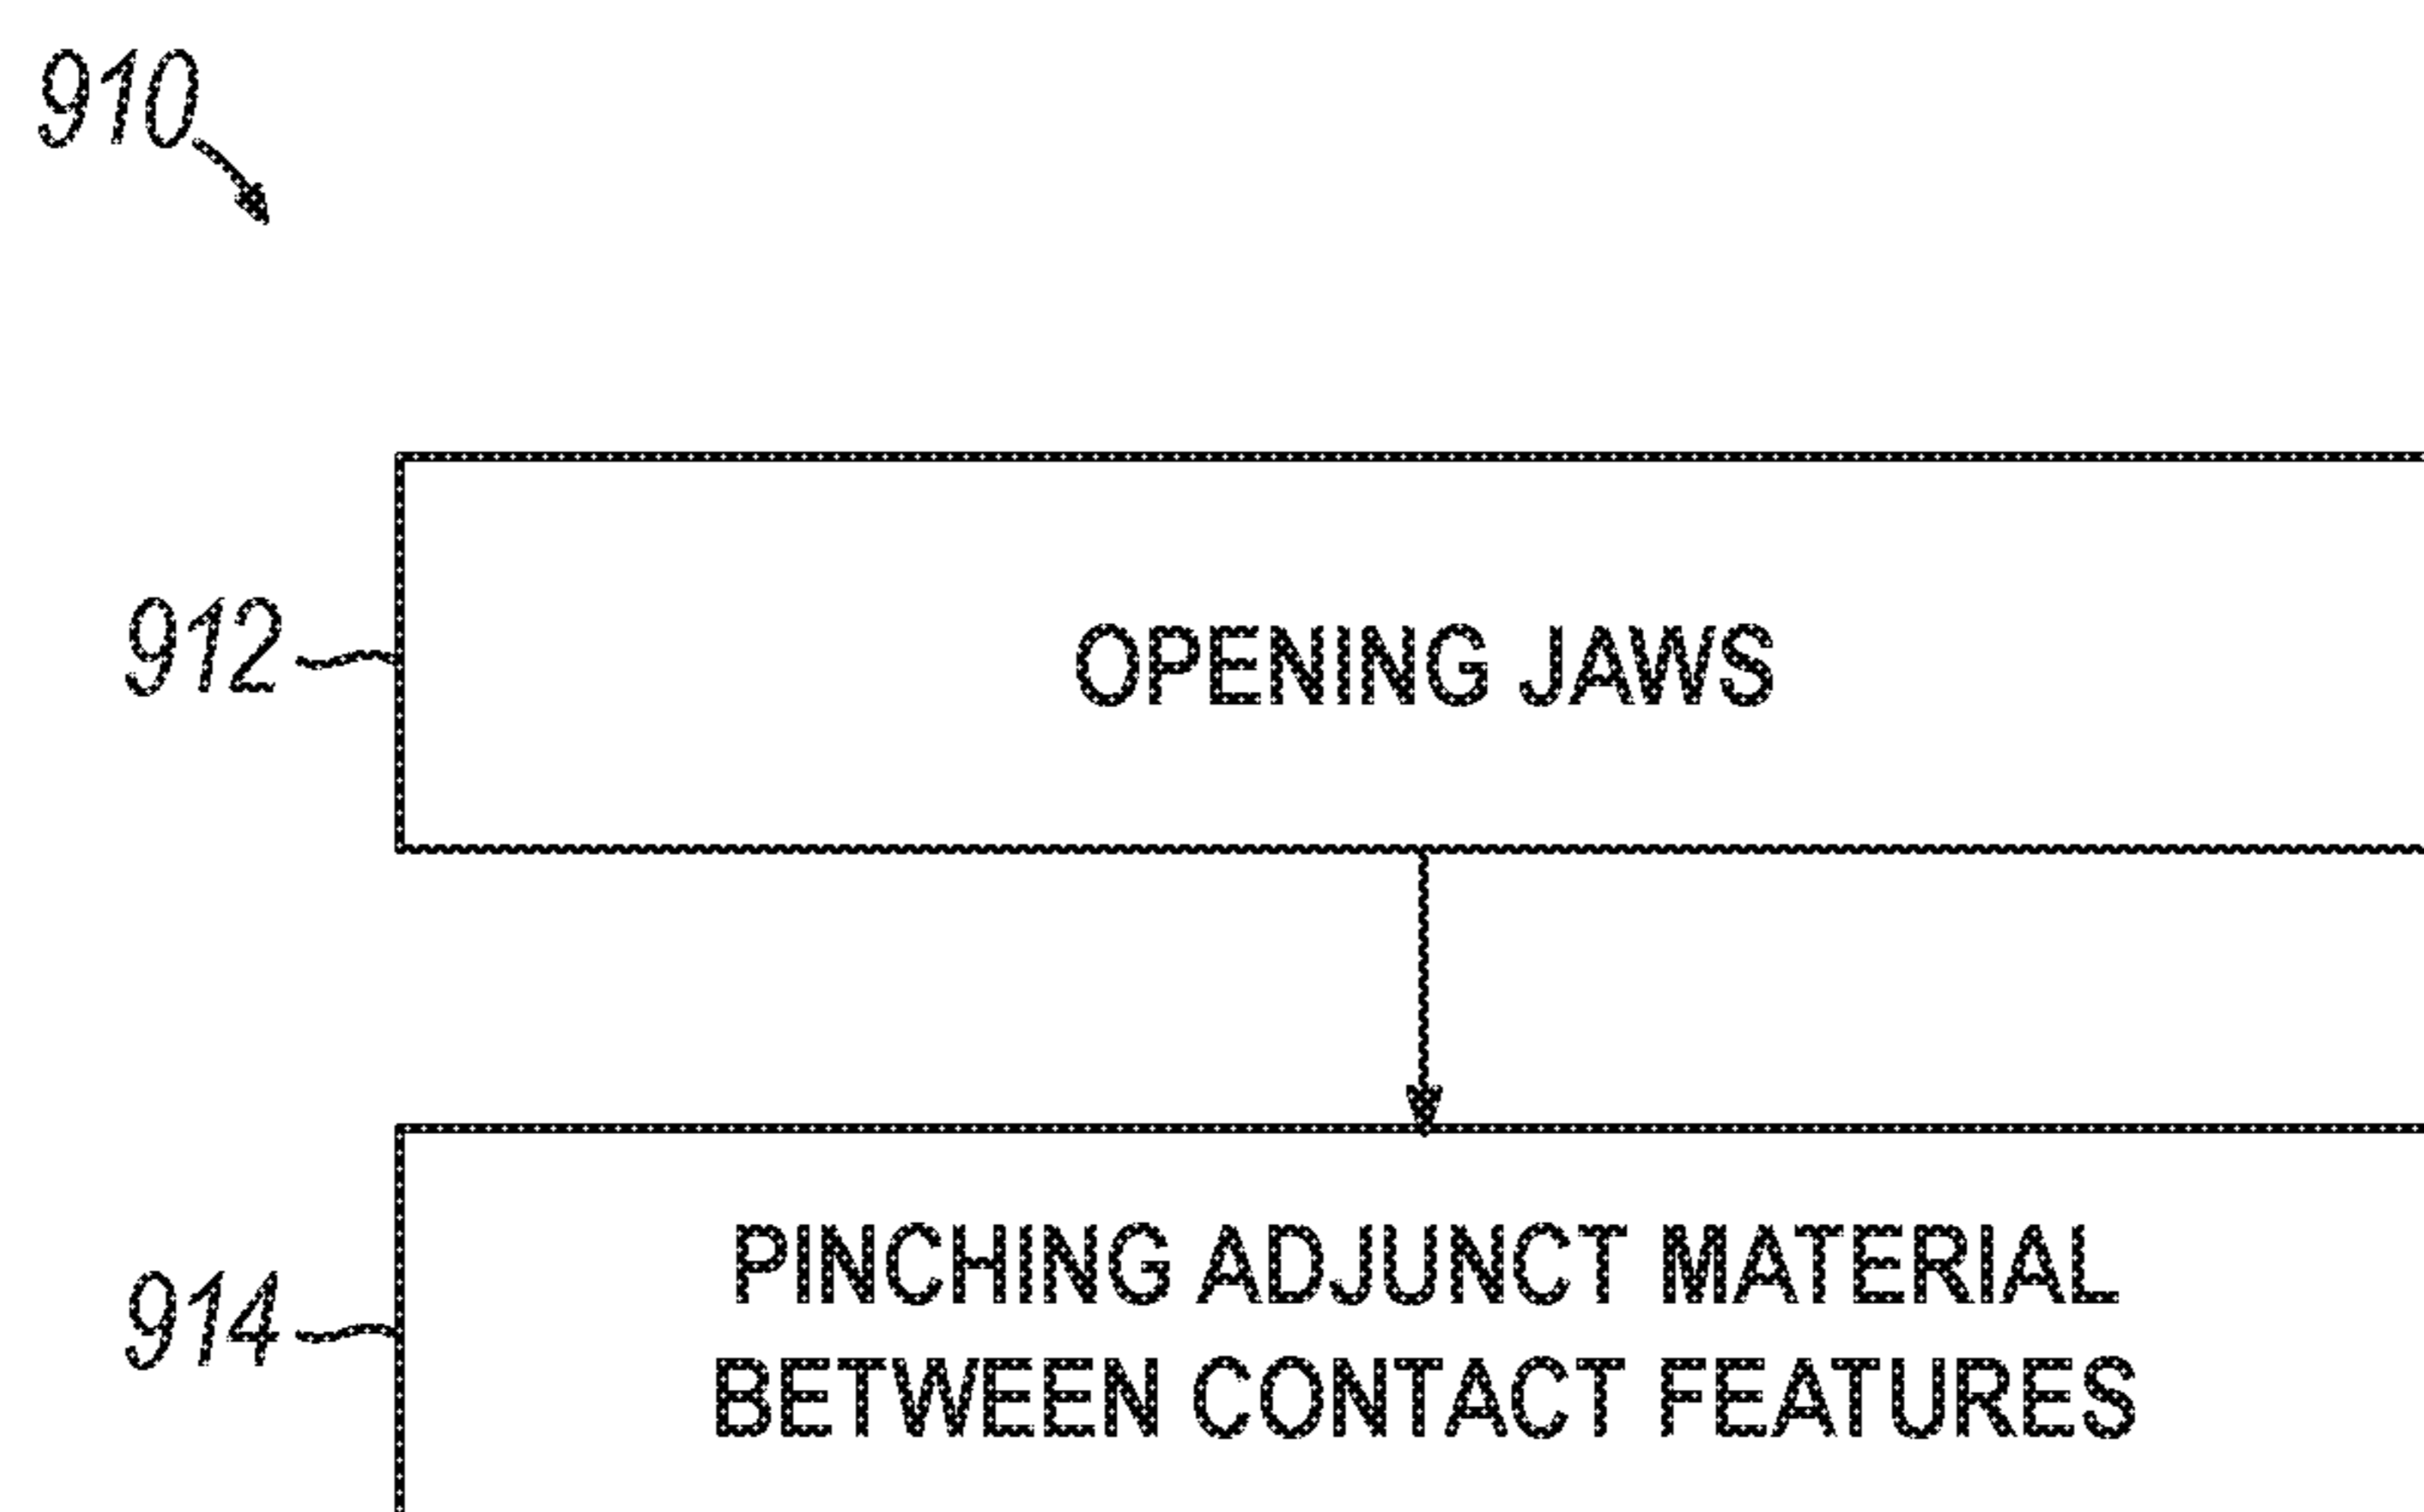 910
912
OPENING JAWS
914
PINCHING ADJUNCT MATERIAL
BETWEEN CONTACT FEATURES